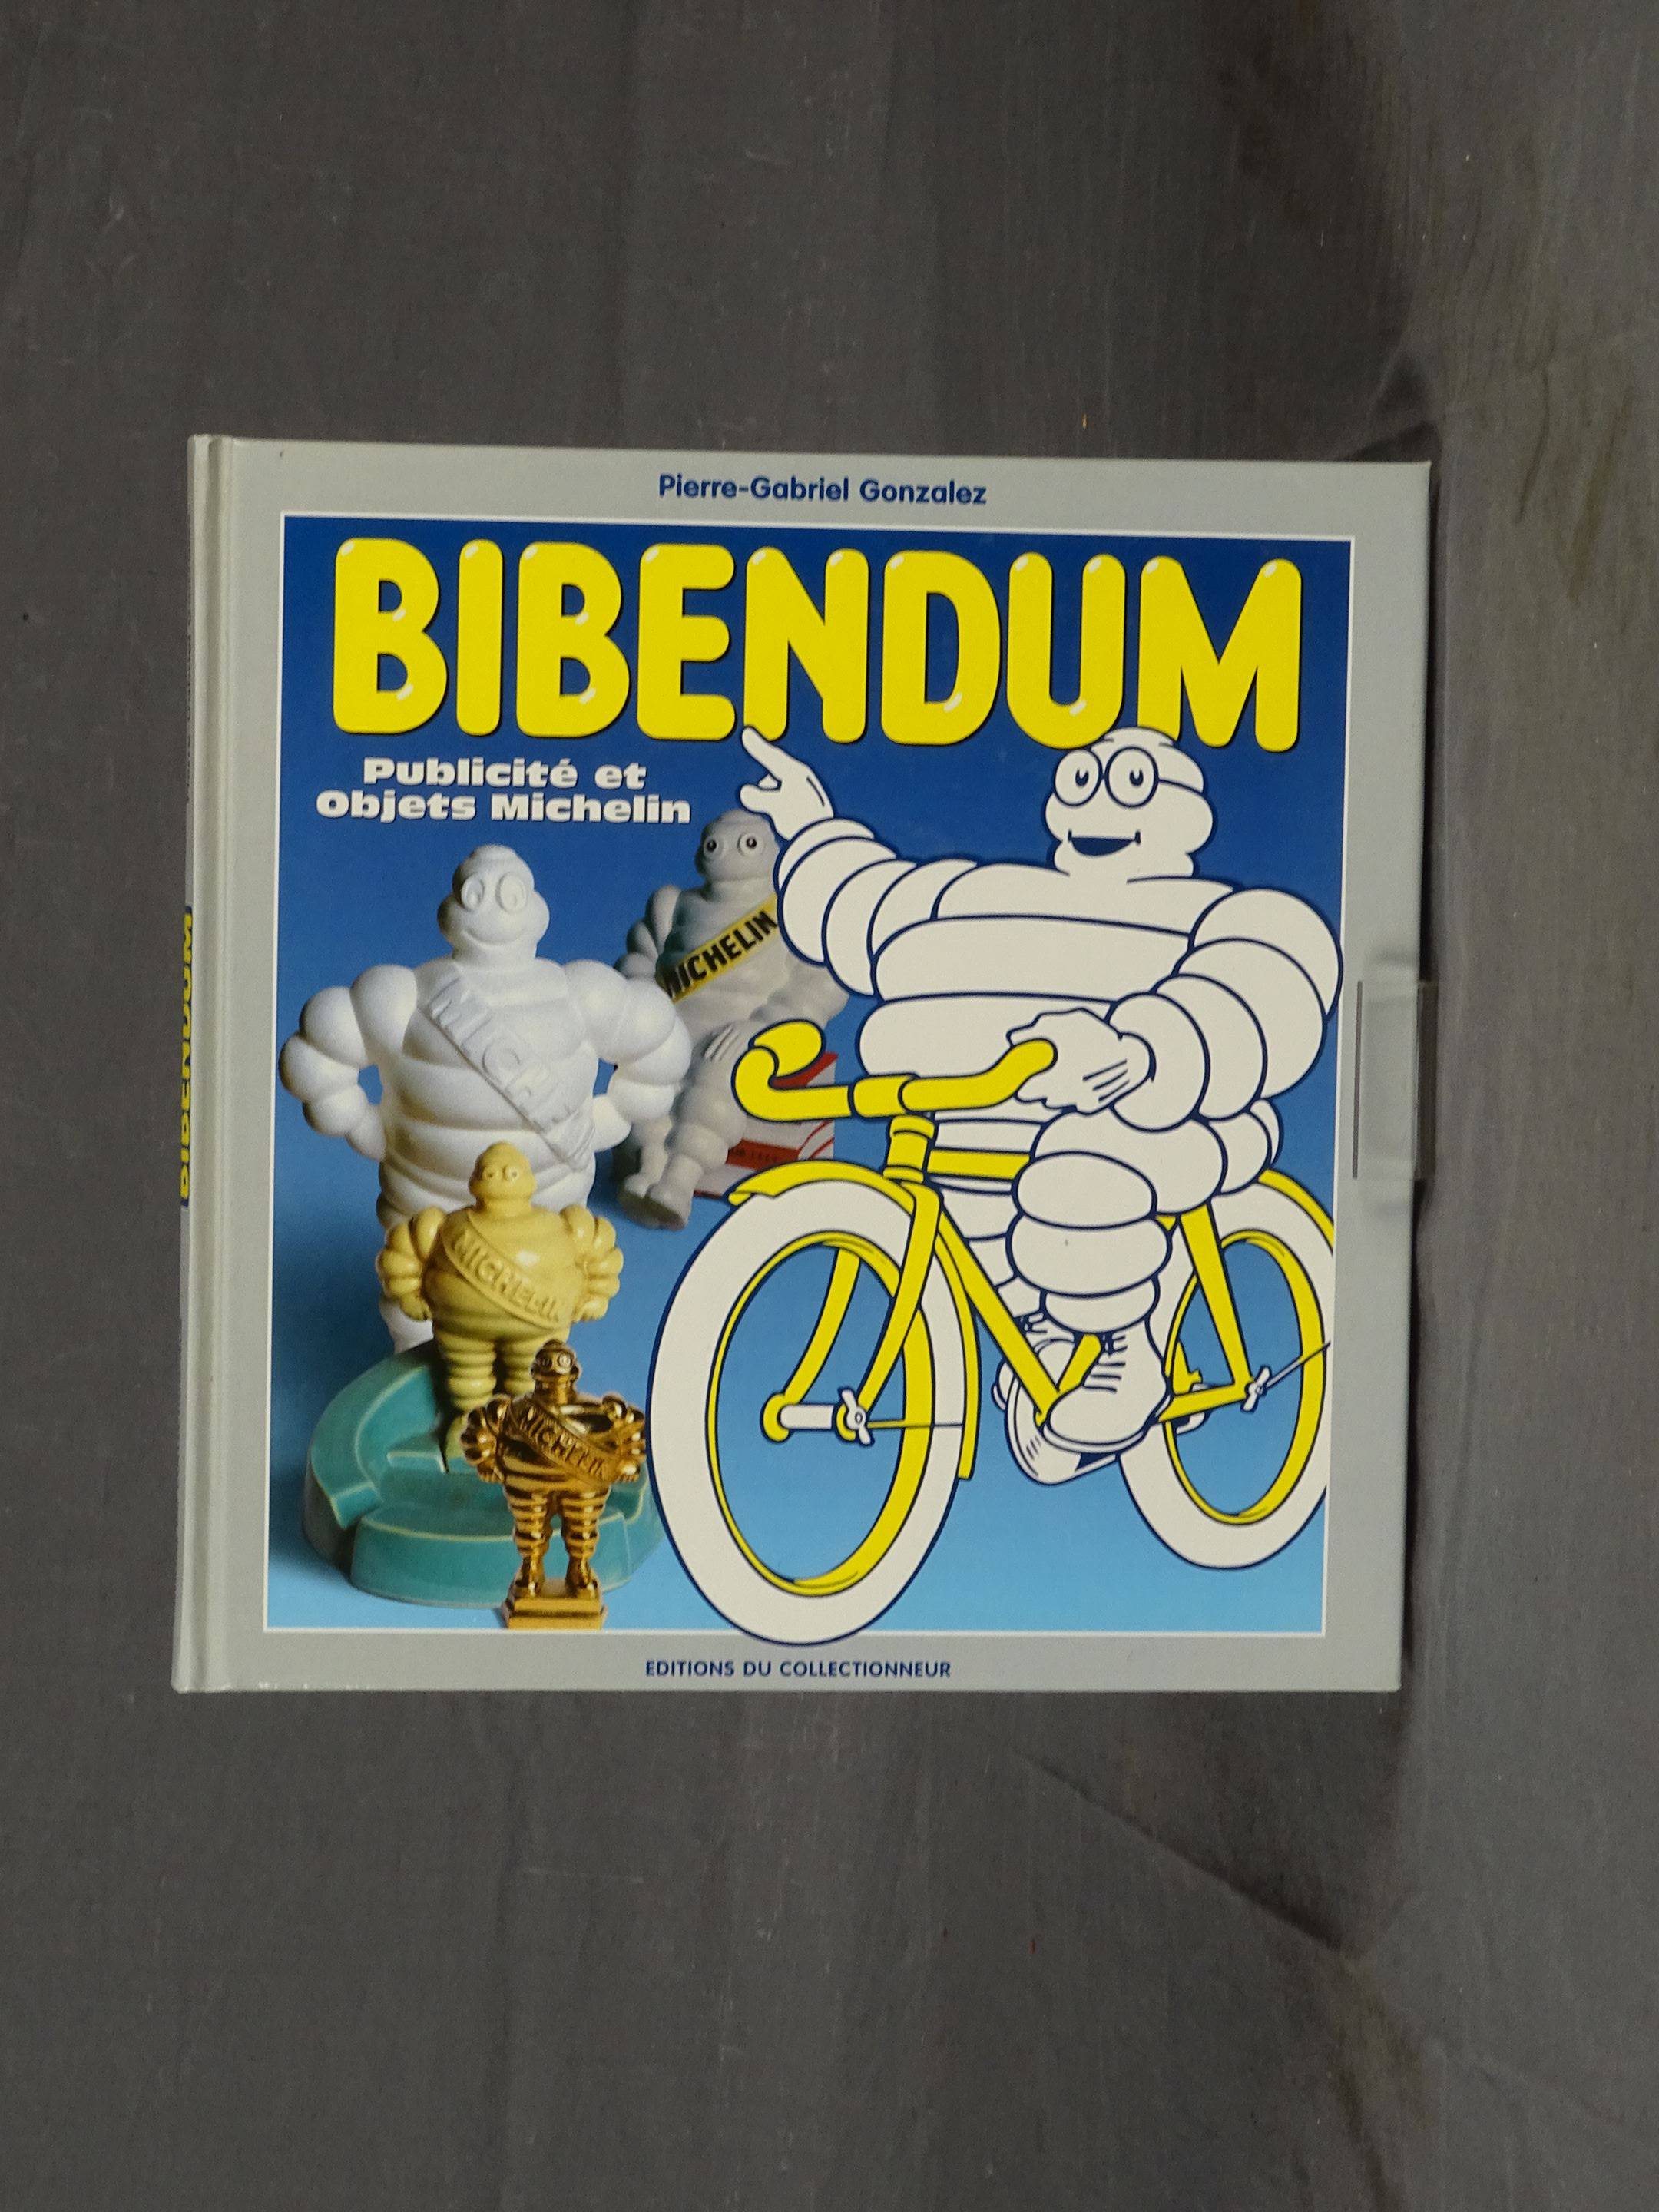 Pierre-Gabriel Gonzalez
BIBENDUM
Publicité et
Objets Michelin
MICHELIN
MICHELIN
MICHELIN
EDITIONS DU COLLECTIONNEUR
BIBENDUM